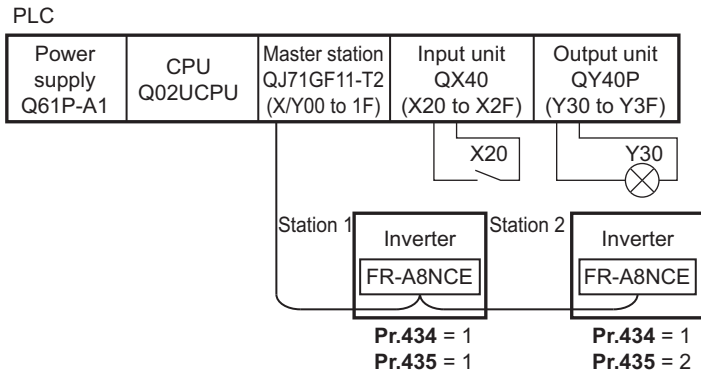 PLC
Power
supply
Q61P-A1
CPU
Q02UCPU
Master station
QJ71GF11-T2
(X/Y00 to 1F)
Input unit
QX40
(X20 to X2F)
Output unit
QY40P
(Y30 to Y3F)
X20
Y30
Station 1
Inverter
FR-A8NCE
Station 2
Inverter
FR-A8NCE
Pr.434 = 1
Pr.435 = 1
Pr.434 = 1
Pr.435 = 2